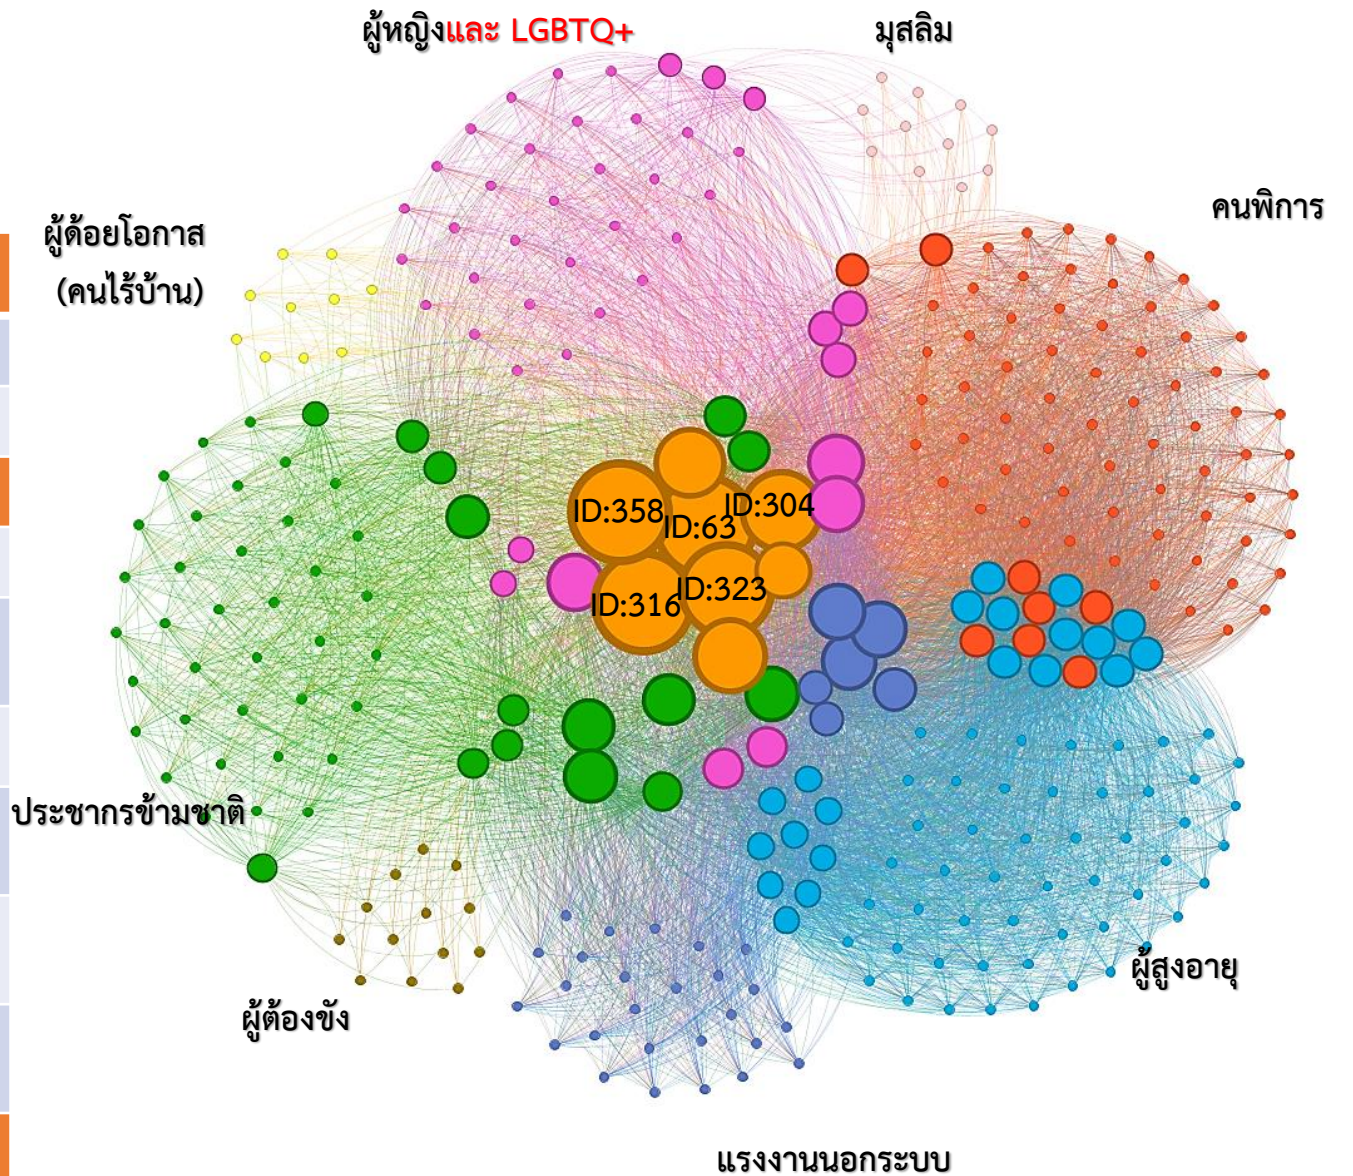 ผู้หญิงและ LGBTQ+
มุสลิม
คนพิการ
ผู้ด้อยโอกาส
(คนไร้บ้าน)
ID:358
ID:63
ID:304
ID:316
ID:323
ประชากรข้ามชาติ
ผู้สูงอายุ
ผู้ต้องขัง
แรงงานนอกระบบ